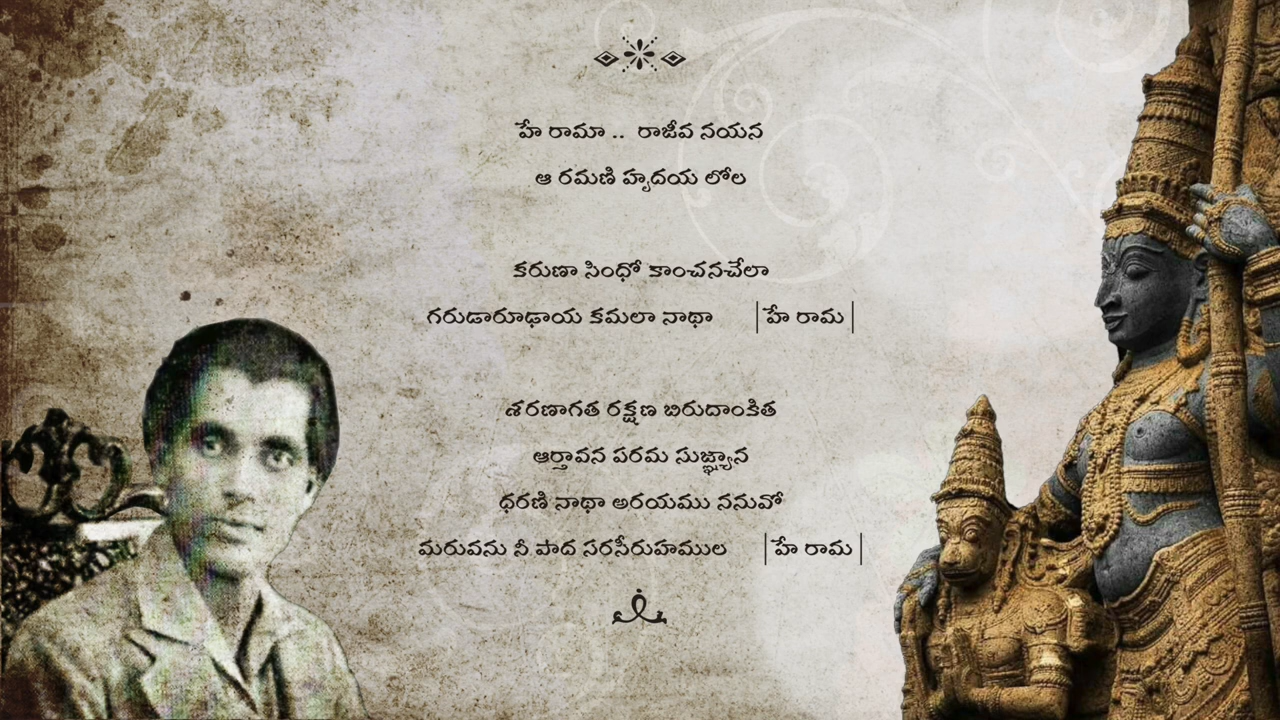 హే రామా .. రాజీవ నయన
ఆ రమణి హృదయ లోల
కరుణా సింధో కాంచనచేలా
గరుడారూఢాయ కమలా నాథా |హే రామ|
శరణాగత రక్షణ బిరుదాంకిత
ఆర్తావన పరమ సుజ్ఞ్యాన
ధరణి నాథా అరయము ననువో
మరువను నీ పాద సరసీరుహముల |హే రామ|